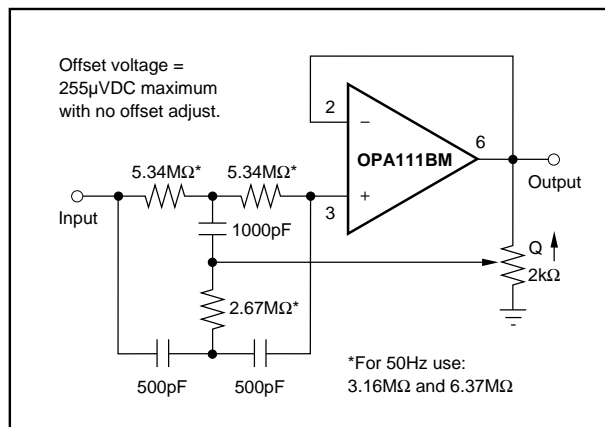 Offset voltage =
255µVDC maximum
with no offset adjust.
2
−
6
OPA111BM
5.34MΩ*
5.34MΩ*
+
3
Output
Input
1000pF
Q
2kΩ
2.67MΩ*
*For 50Hz use:
3.16MΩ and 6.37MΩ
500pF
500pF